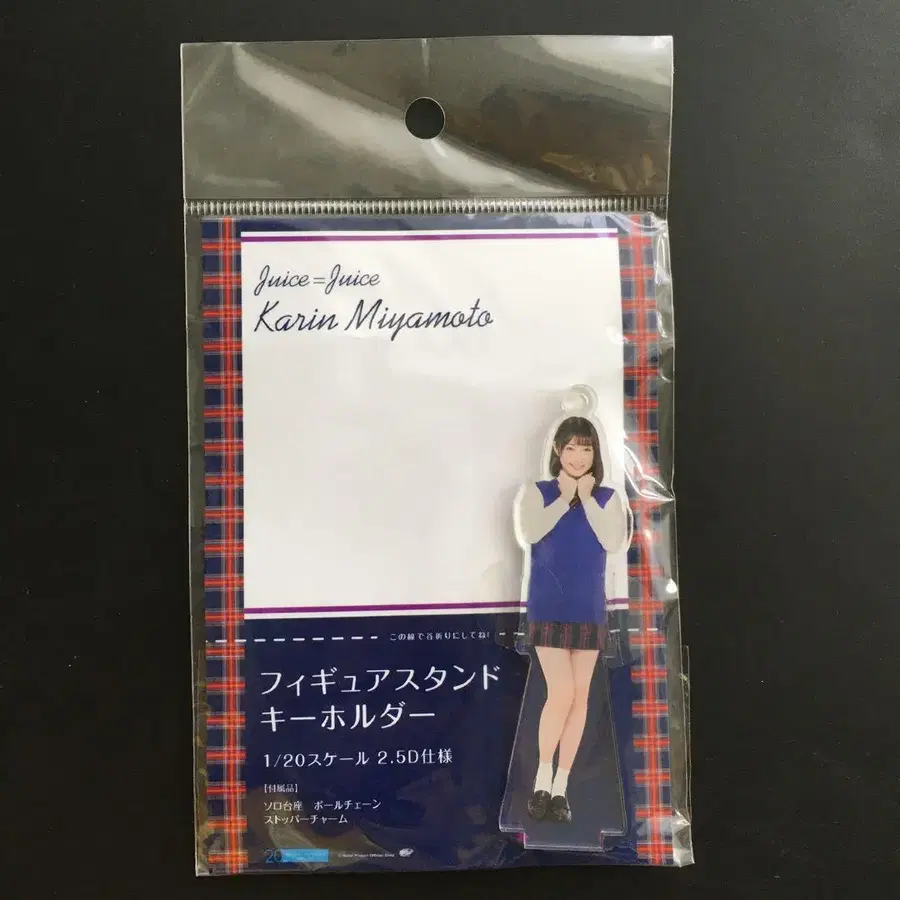 Juice=Juice
Karin Miyamoto
この線で谷折りにしてね!
フィギュアスタンド
キーホルダー
1/20スケール 2.5D仕様
【付属品】
ソロ台座 ボールチェーン
ストッパーチャーム
20